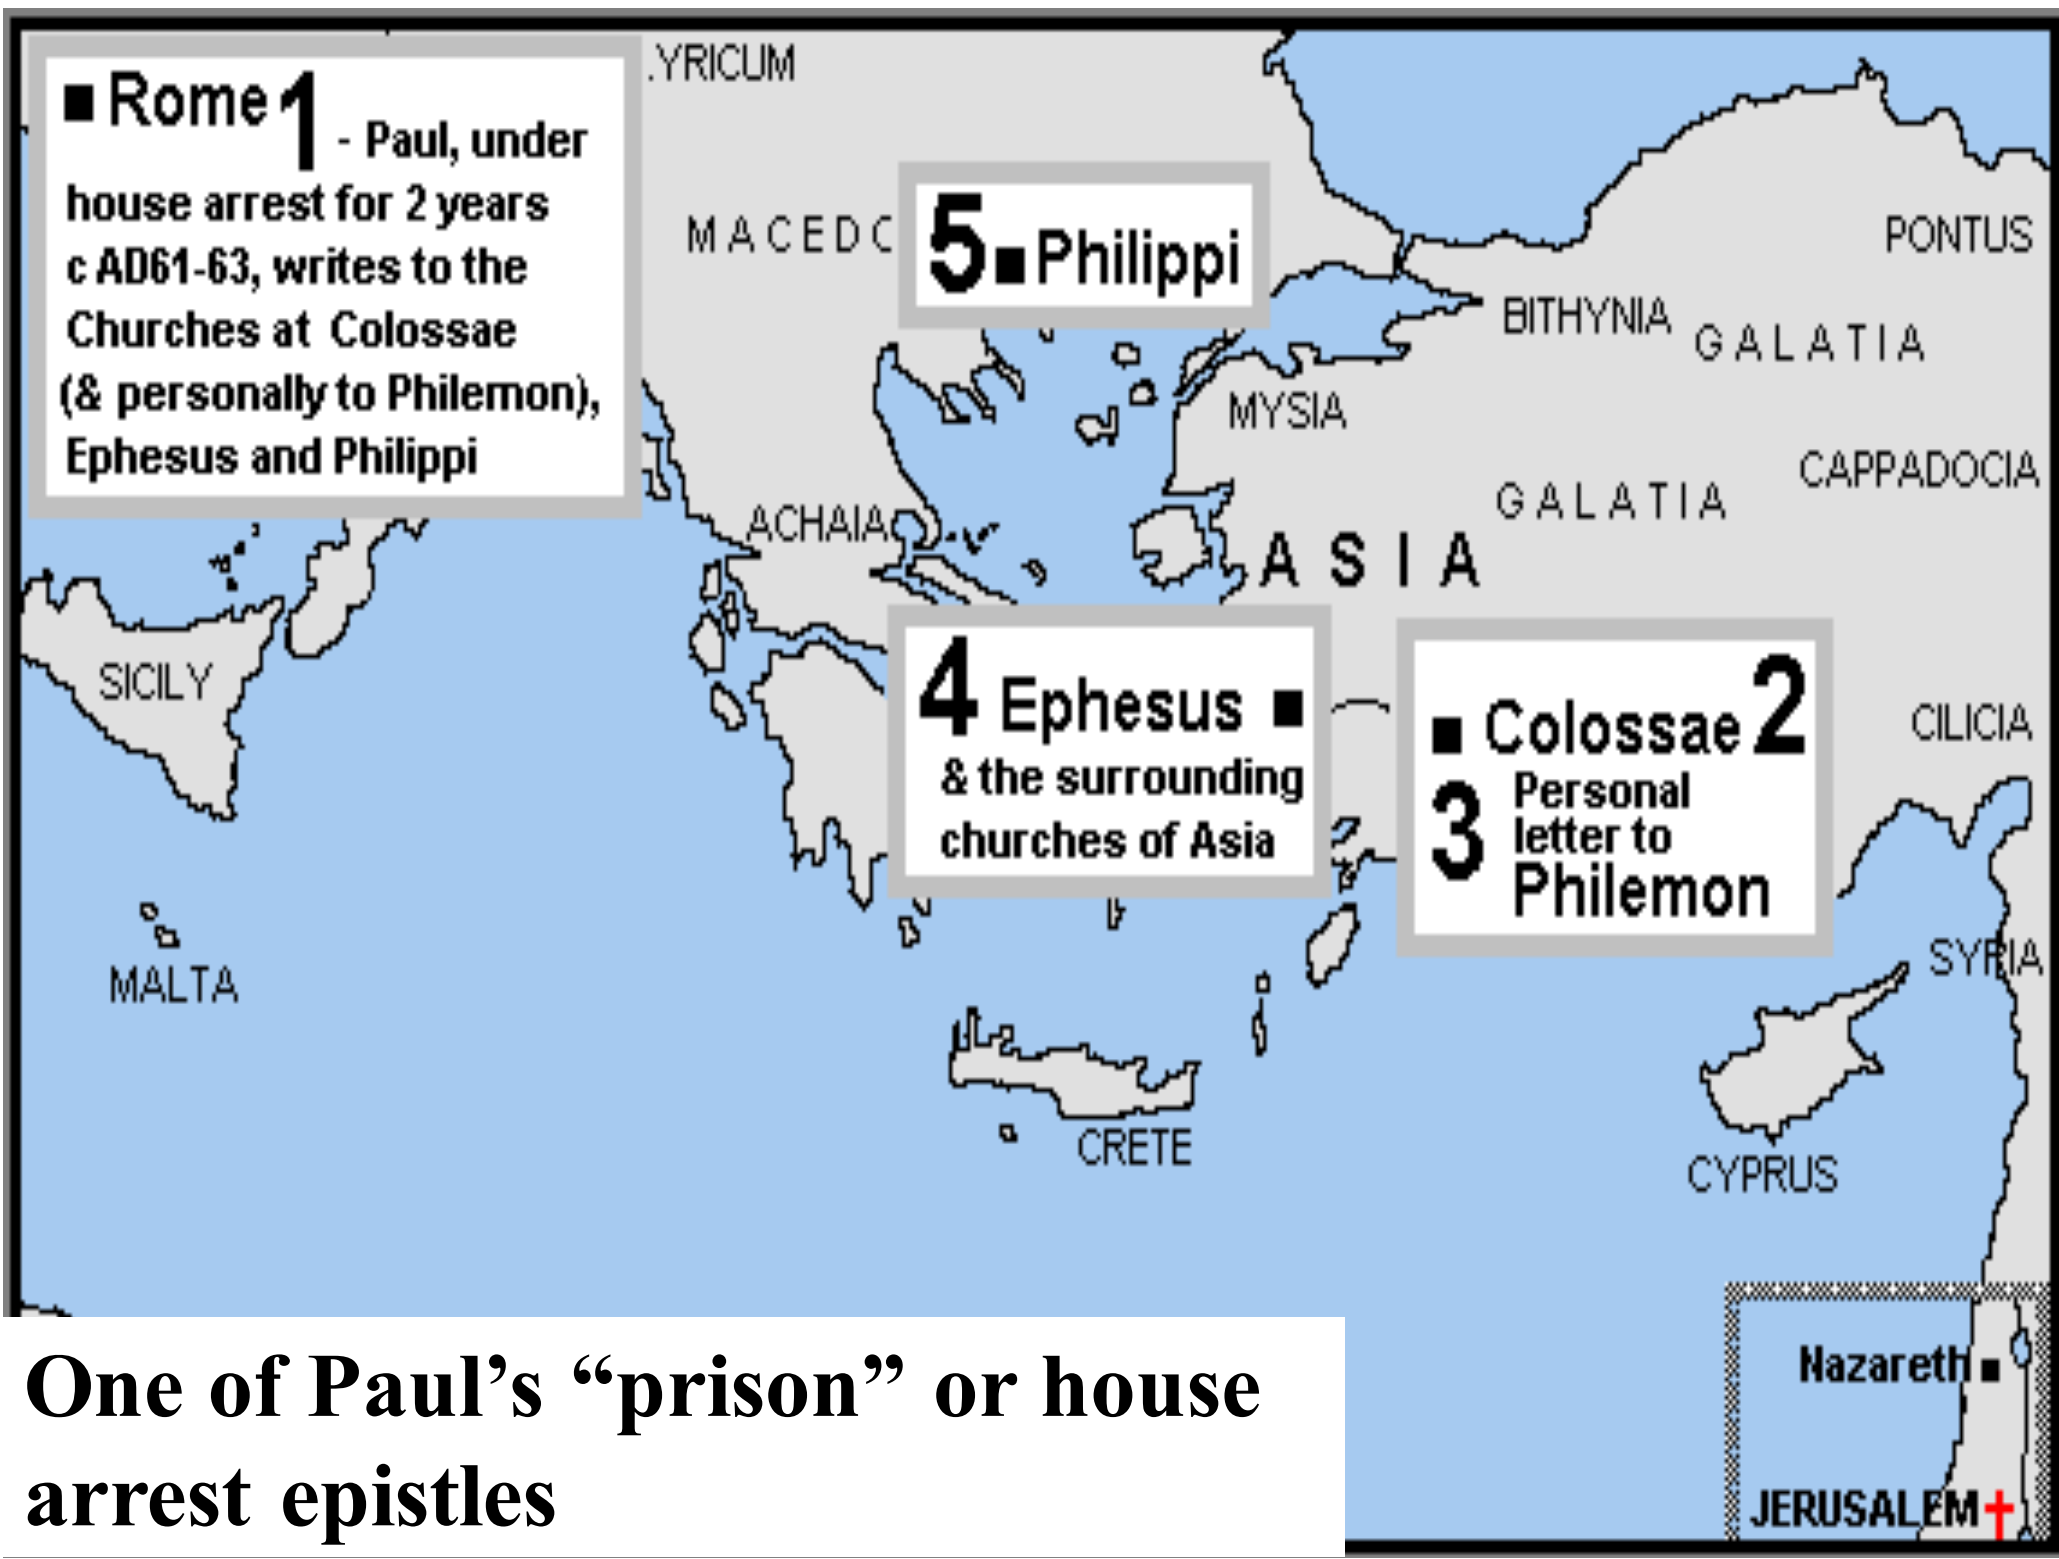 ■ Rome 1 - Paul, under
house arrest for 2 years
c AD61-63, writes to the
Churches at Colossae
(& personally to Philemon),
Ephesus and Philippi
.YRICUM
MACEDC
5 ■ Philippi
PONTUS
BITHYNIA
GALATIA
MYSIA
CAPPADOCIA
GALATIA
ACHAIA
ASIA
SICILY
4 Ephesus ■
& the surrounding
churches of Asia
■ Colossae 2
3 Personal
letter to
Philemon
CILICIA
SYRIA
MALTA
CRETE
CYPRUS
Nazareth ■
JERUSALEM
One of Paul’s “prison” or house
arrest epistles